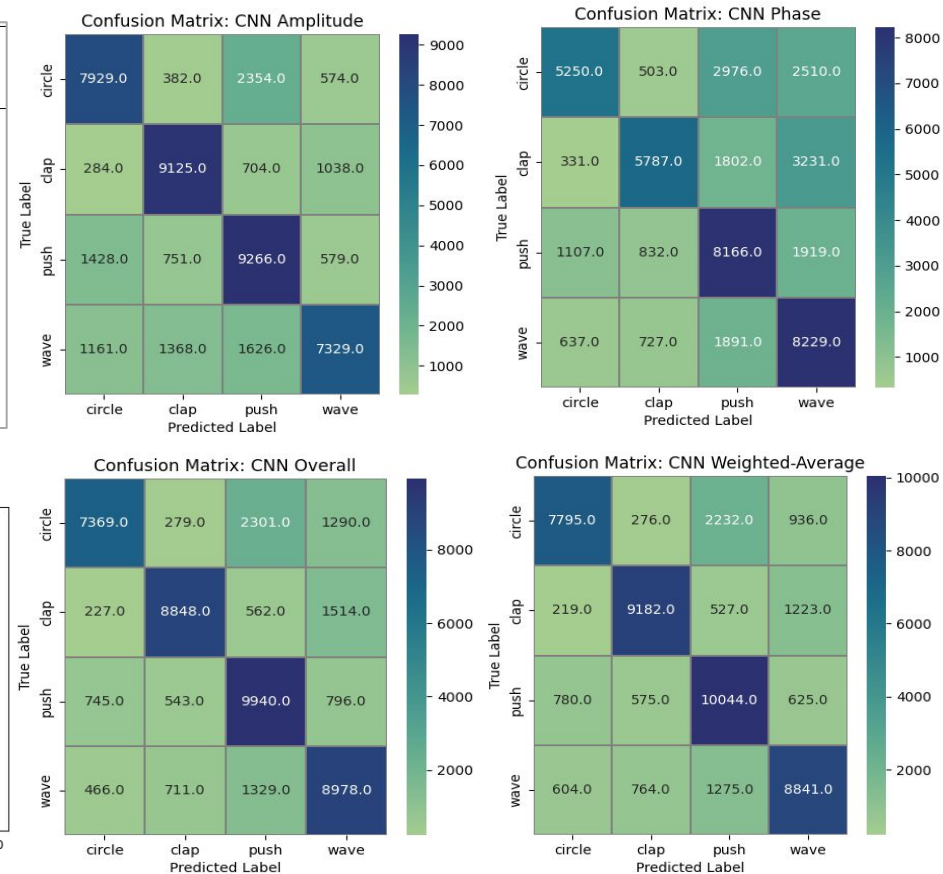 Confusion Matrix: CNN Amplitude
True Label
circle 7929.0 382.0 2354.0 574.0
clap 284.0 9125.0 704.0 1038.0
push 1428.0 751.0 9266.0 579.0
wave 1161.0 1368.0 1626.0 7329.0
circle clap push wave
Predicted Label
9000
8000
7000
6000
5000
4000
3000
2000
1000
Confusion Matrix: CNN Phase
True Label
circle 5250.0 503.0 2976.0 2510.0
clap 331.0 5787.0 1802.0 3231.0
push 1107.0 832.0 8166.0 1919.0
wave 637.0 727.0 1891.0 8229.0
circle clap push wave
Predicted Label
8000
7000
6000
5000
4000
3000
2000
1000
Confusion Matrix: CNN Overall
True Label
circle 7369.0 279.0 2301.0 1290.0
clap 227.0 8848.0 562.0 1514.0
push 745.0 543.0 9940.0 796.0
wave 466.0 711.0 1329.0 8978.0
circle clap push wave
Predicted Label
8000
6000
4000
2000
Confusion Matrix: CNN Weighted-Average
True Label
circle 7795.0 276.0 2232.0 936.0
clap 219.0 9182.0 527.0 1223.0
push 780.0 575.0 10044.0 625.0
wave 604.0 764.0 1275.0 8841.0
circle clap push wave
Predicted Label
10000
8000
6000
4000
2000